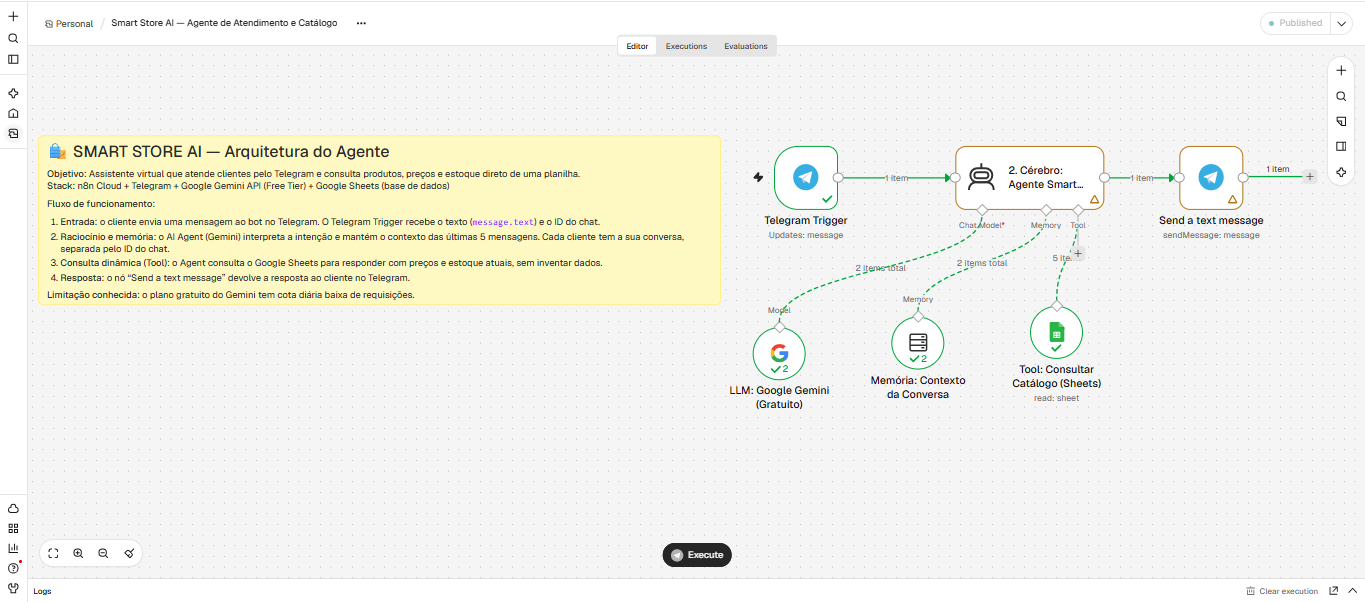 Personal / Smart Store AI — Agente de Atendimento e Catálogo ...
Published
Editor Executions Evaluations
SMART STORE AI — Arquitetura do Agente
Objetivo: Assistente virtual que atende clientes pelo Telegram e consulta produtos, preços e estoque direto de uma planilha.
Stack: n8n Cloud + Telegram + Google Gemini API (Free Tier) + Google Sheets (base de dados)
Fluxo de funcionamento:
1. Entrada: o cliente envia uma mensagem ao bot no Telegram. O Telegram Trigger recebe o texto (message.text) e o ID do chat.
2. Raciocínio e memória: o AI Agent (Gemini) interpreta a intenção e mantém o contexto das últimas 5 mensagens. Cada cliente tem a sua conversa,
separada pelo ID do chat.
3. Consulta dinâmica (Tool): o Agent consulta o Google Sheets para responder com preços e estoque atuais, sem inventar dados.
4. Resposta: o nó “Send a text message” devolve a resposta ao cliente no Telegram.
Limitação conhecida: o plano gratuito do Gemini tem cota diária baixa de requisições.
1 item
2. Cérebro:
Agente Smart...
1 item
1 item
Telegram Trigger
Updates: message
Chat Model*
Memory
Tool
Send a text message
sendMessage: message
2 items total
2 items total
5 ite
Model
Memory
2
2
LLM: Google Gemini
(Gratuito)
Memória: Contexto
da Conversa
Tool: Consultar
Catálogo (Sheets)
read: sheet
Execute
Logs
Clear execution